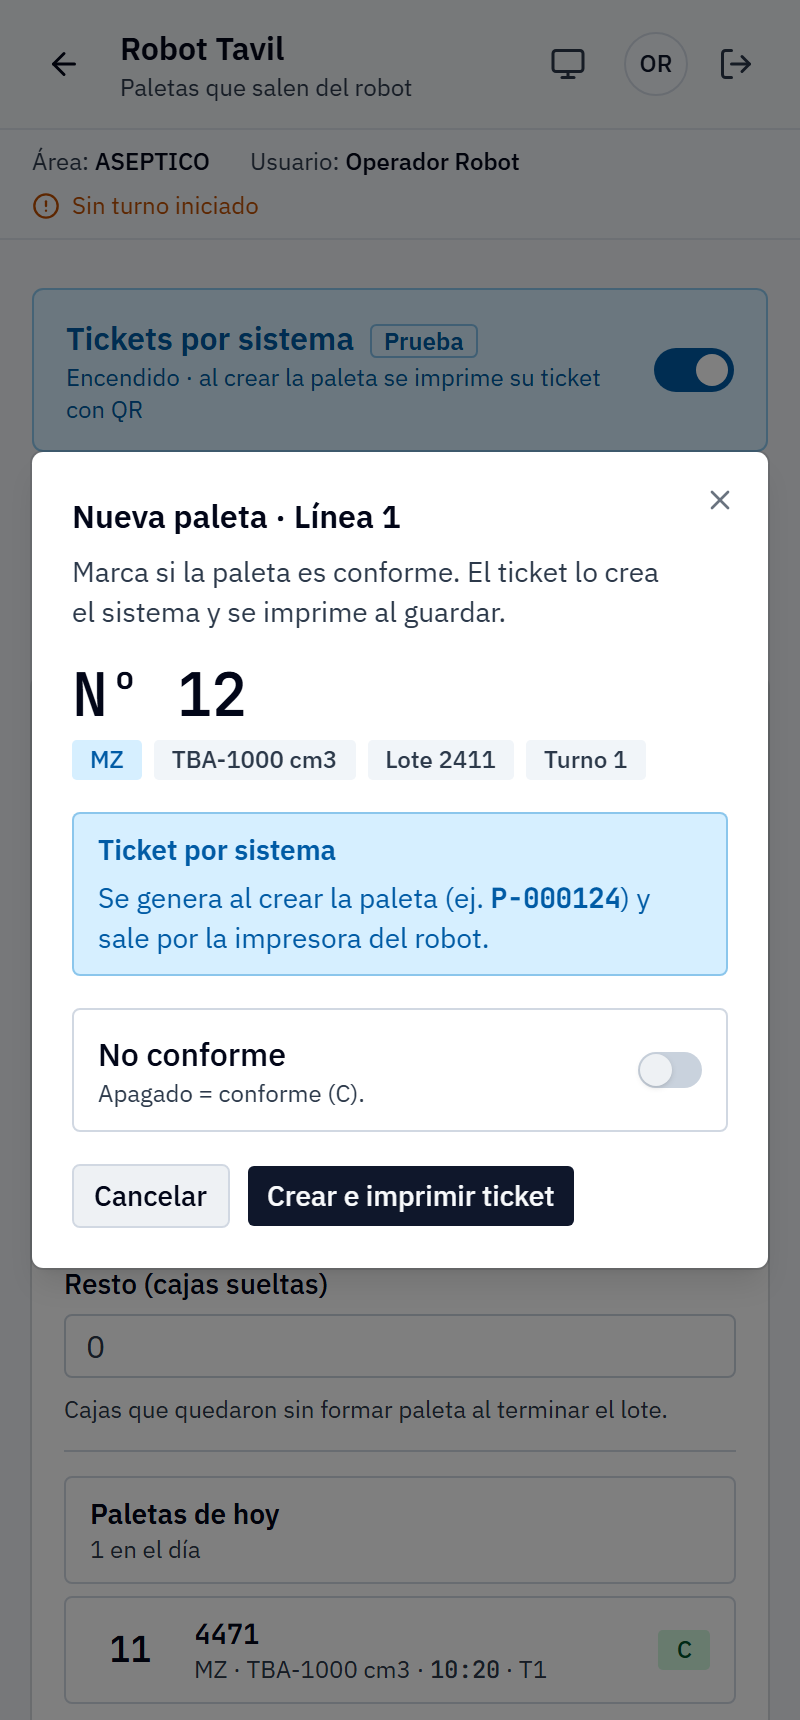 Robot Tavil
Paletas que salen del robot
OR
Área: ASEPTICO Usuario: Operador Robot
Sin turno iniciado
Tickets por sistema Prueba
Encendido · al crear la paleta se imprime su ticket
con QR
Nueva paleta · Línea 1
Marca si la paleta es conforme. El ticket lo crea
el sistema y se imprime al guardar.
Nº 12
MZ TBA-1000 cm3 Lote 2411 Turno 1
Ticket por sistema
Se genera al crear la paleta (ej. P-000124) y
sale por la impresora del robot.
No conforme
Apagado = conforme (C).
Cancelar Crear e imprimir ticket
Resto (cajas sueltas)
0
Cajas que quedaron sin formar paleta al terminar el lote.
Paletas de hoy
1 en el día
11 4471 C
MZ · TBA-1000 cm3 · 10:20 · T1